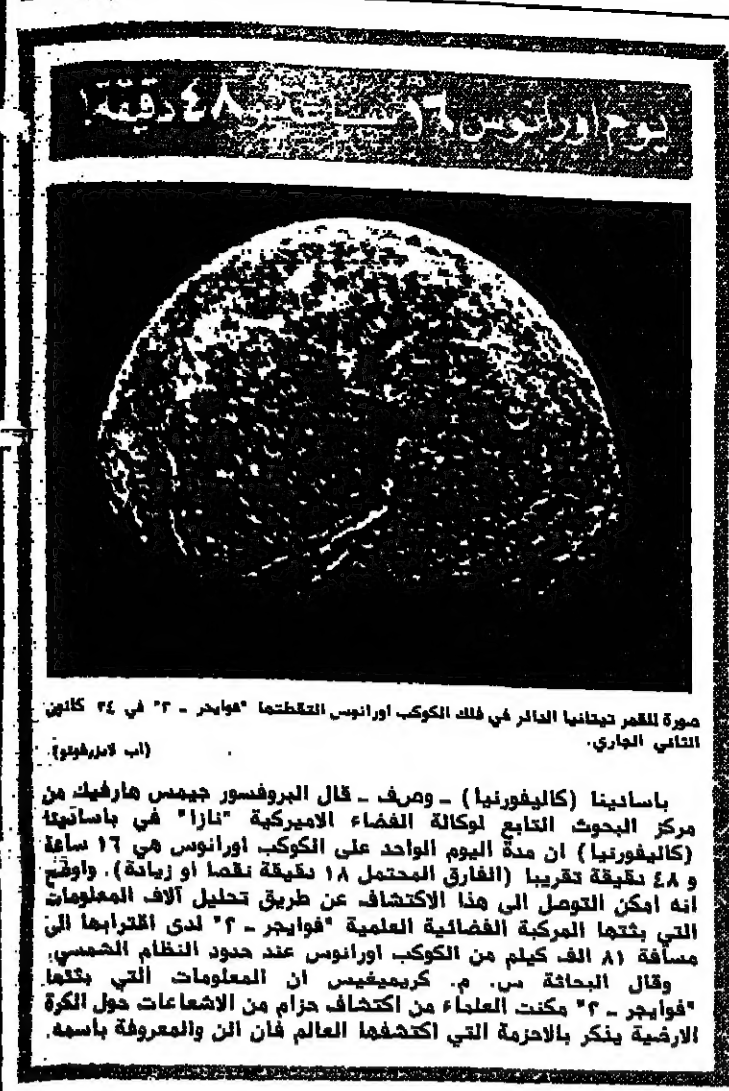 يوم اورانوس ١٦ ساعة و٤٨ دقيقة!
صورة للقمر تيتانيا الدائر في فلك الكوكب اورانوس التقطتها "فوايجر - ٢" في ٢٤ كانون
الثاني الجاري.
(أب لايزرفوتو).
باسادينا (كاليفورنيا) - وصف - قال البروفسور جيمس هارفيك من
مركز البحوث التابع لوكالة الفضاء الاميركية "نازا" في باسادينا
(كاليفورنيا) ان مدة اليوم الواحد على الكوكب اورانوس هي ١٦ ساعة
و ٤٨ دقيقة تقريبا (الفارق المحتمل ١٨ دقيقة نقصا او زيادة). واوضح
انه امكن التوصل الى هذا الاكتشاف عن طريق تحليل آلاف المعلومات
التي بثتها المركبة الفضائية العلمية "فوايجر - ٢" لدى اقترابها الى
مسافة ٨١ الف كيلم من الكوكب اورانوس عند حدود النظام الشمسي.
وقال البحاثة س. م. كريميغيس ان المعلومات التي بثتها
"فوايجر - ٢" مكنت العلماء من اكتشاف حزام من الاشعاعات حول الكرة
الارضية يذكر بالاحزمة التي اكتشفها العالم فان الن والمعروفة باسمه.